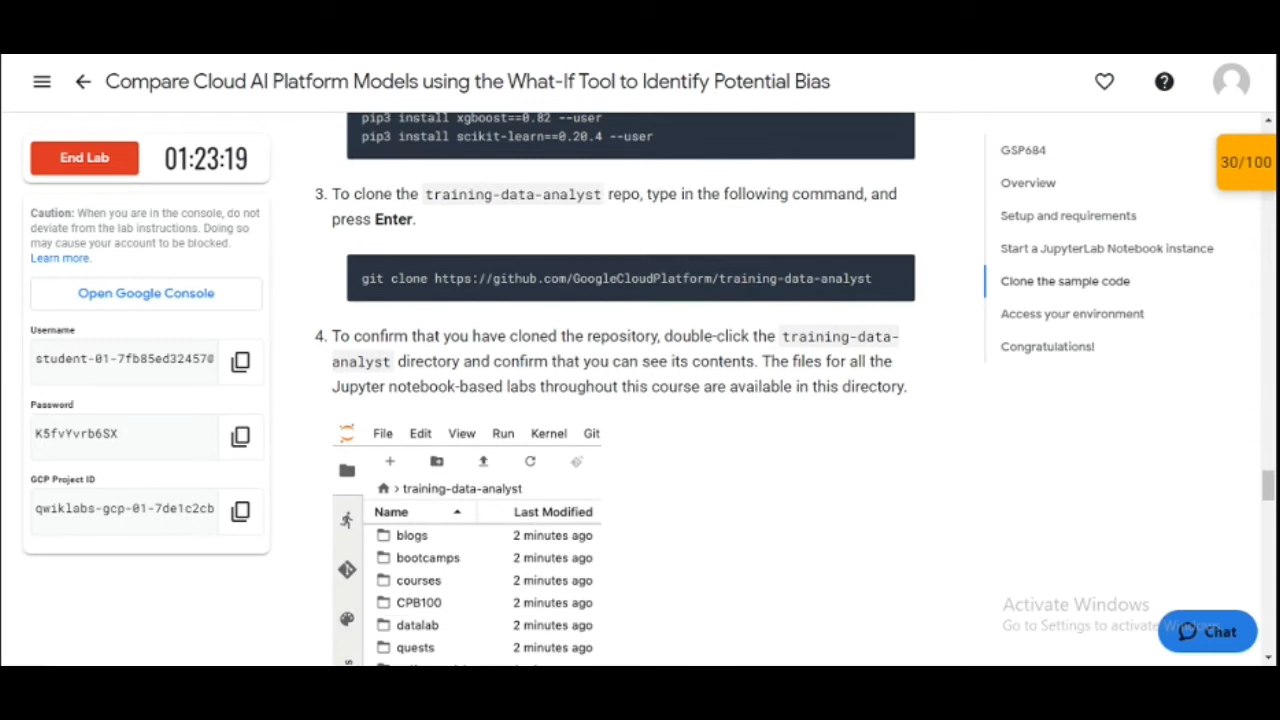 Compare Cloud AI Platform Models using the What-If Tool to Identify Potential Bias
End Lab
01:23:19
Caution: When you are in the console, do not
deviate from the lab instructions. Doing so
may cause your account to be blocked.
Learn more.
Open Google Console
Username
student-01-7fb85ed32457@
Password
K5fvYvrb6SX
GCP Project ID
qwiklabs-gcp-01-7de1c2cb
pip3 install xgboost==0.82 --user
pip3 install scikit-learn==0.20.4 --user
3. To clone the training-data-analyst repo, type in the following command, and
press Enter.
git clone https://github.com/GoogleCloudPlatform/training-data-analyst
4. To confirm that you have cloned the repository, double-click the training-data-
analyst directory and confirm that you can see its contents. The files for all the
Jupyter notebook-based labs throughout this course are available in this directory.
File Edit View Run Kernel Git
> training-data-analyst
Name Last Modified
blogs 2 minutes ago
bootcamps 2 minutes ago
courses 2 minutes ago
CPB100 2 minutes ago
datalab 2 minutes ago
quests 2 minutes ago
GSP684
Overview
Setup and requirements
Start a JupyterLab Notebook instance
Clone the sample code
Access your environment
Congratulations!
30/100
Activate Windows
Go to Settings to activate Windows.
Chat